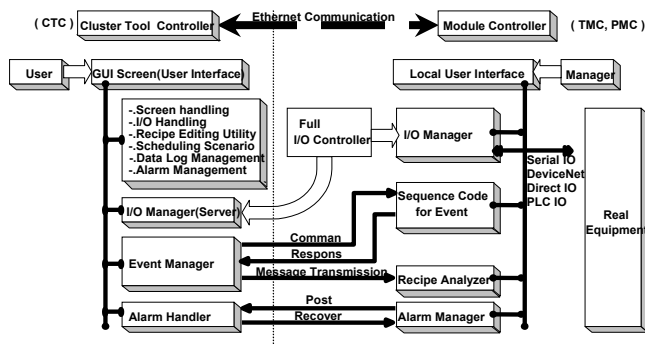 ( CTC )
Cluster Tool Controller
Ethernet Communication
Module Controller
( TMC, PMC )
User
GUI Screen(User Interface)
Local User Interface
Manager
-.Screen handling
-.I/O Handling
-.Recipe Editing Utility
-.Scheduling Scenario
-.Data Log Management
-.Alarm Management
Full
I/O Controller
I/O Manager
Serial IO
DeviceNet
Direct IO
PLC IO
I/O Manager(Server)
Sequence Code
for Event
Real
Equipment
Comman
Respons
Event Manager
Message Transmission
Recipe Analyzer
Post
Alarm Handler
Recover
Alarm Manager